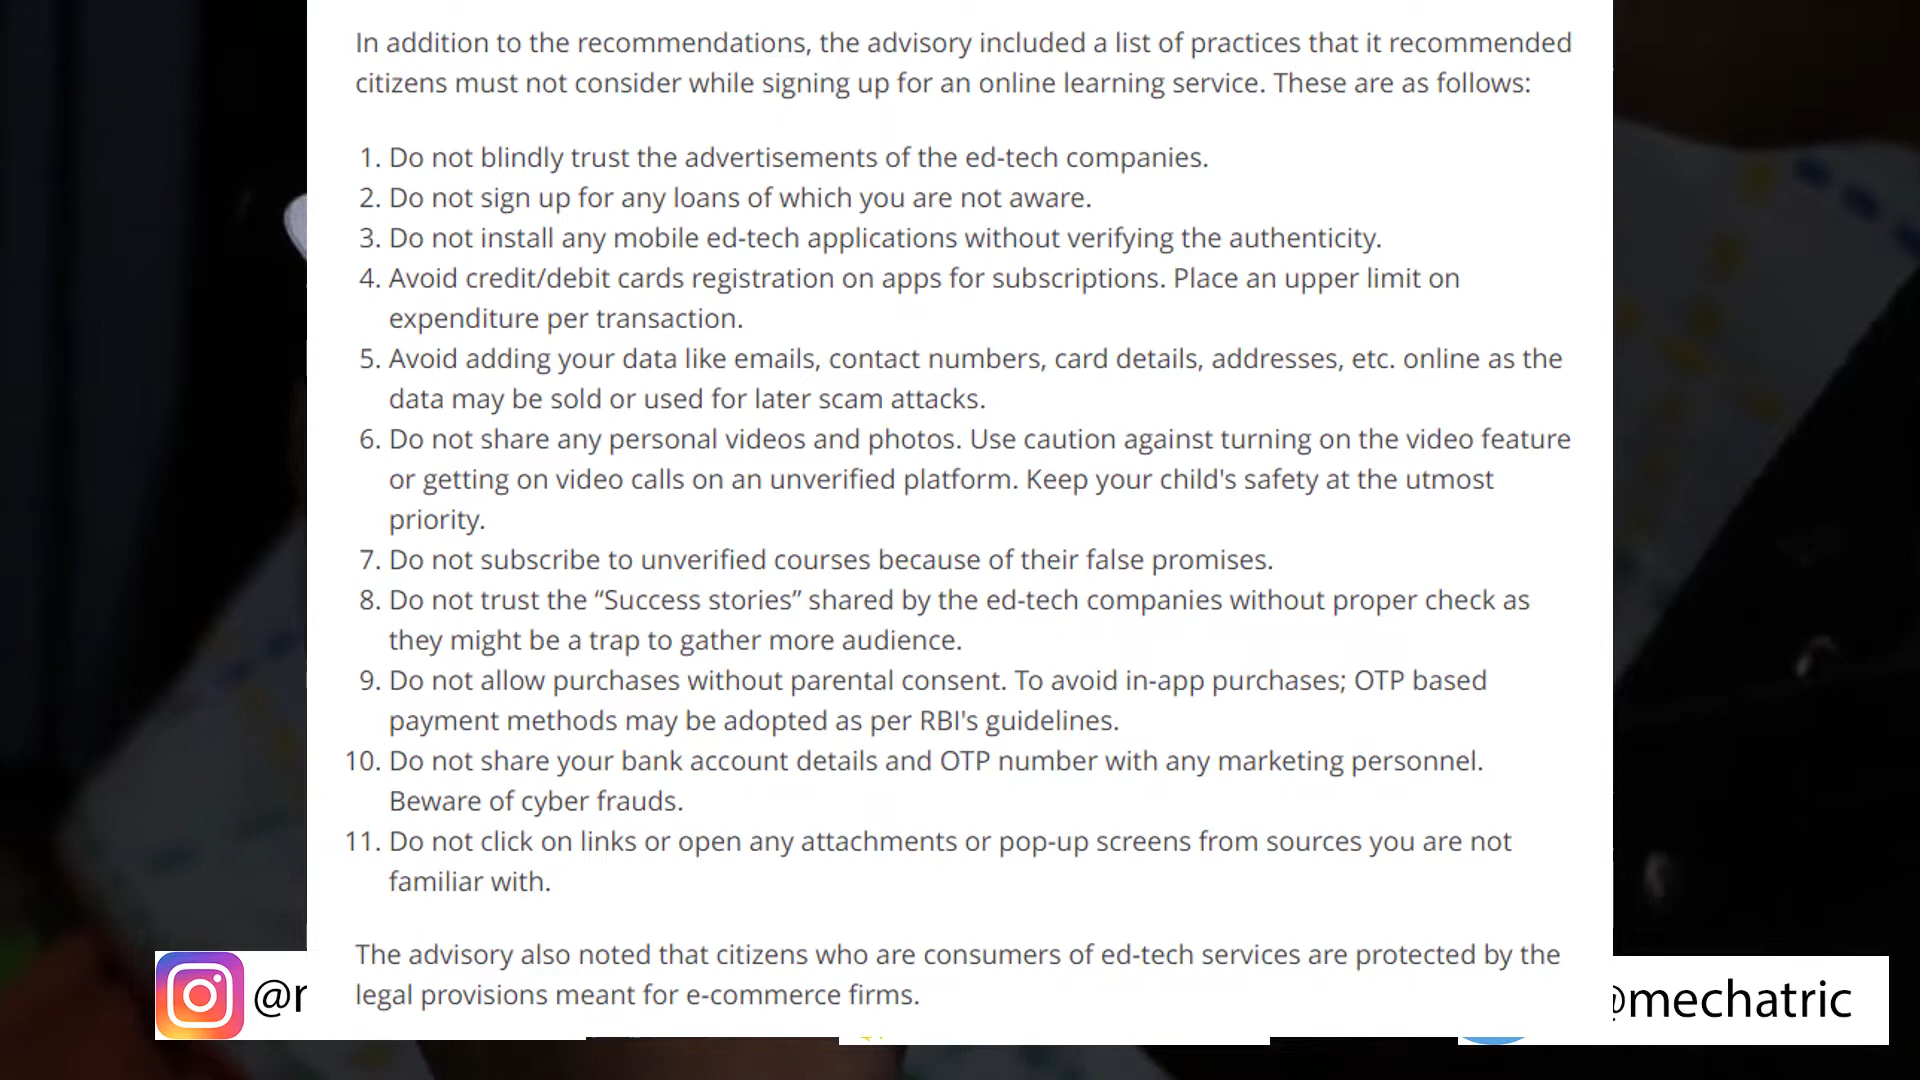 In addition to the recommendations, the advisory included a list of practices that it recommended
citizens must not consider while signing up for an online learning service. These are as follows:
1. Do not blindly trust the advertisements of the ed-tech companies.
2. Do not sign up for any loans of which you are not aware.
3. Do not install any mobile ed-tech applications without verifying the authenticity.
4. Avoid credit/debit cards registration on apps for subscriptions. Place an upper limit on
expenditure per transaction.
5. Avoid adding your data like emails, contact numbers, card details, addresses, etc. online as the
data may be sold or used for later scam attacks.
6. Do not share any personal videos and photos. Use caution against turning on the video feature
or getting on video calls on an unverified platform. Keep your child's safety at the utmost
priority.
7. Do not subscribe to unverified courses because of their false promises.
8. Do not trust the “Success stories” shared by the ed-tech companies without proper check as
they might be a trap to gather more audience.
9. Do not allow purchases without parental consent. To avoid in-app purchases; OTP based
payment methods may be adopted as per RBI's guidelines.
10. Do not share your bank account details and OTP number with any marketing personnel.
Beware of cyber frauds.
11. Do not click on links or open any attachments or pop-up screens from sources you are not
familiar with.
The advisory also noted that citizens who are consumers of ed-tech services are protected by the
legal provisions meant for e-commerce firms.
@mechatric